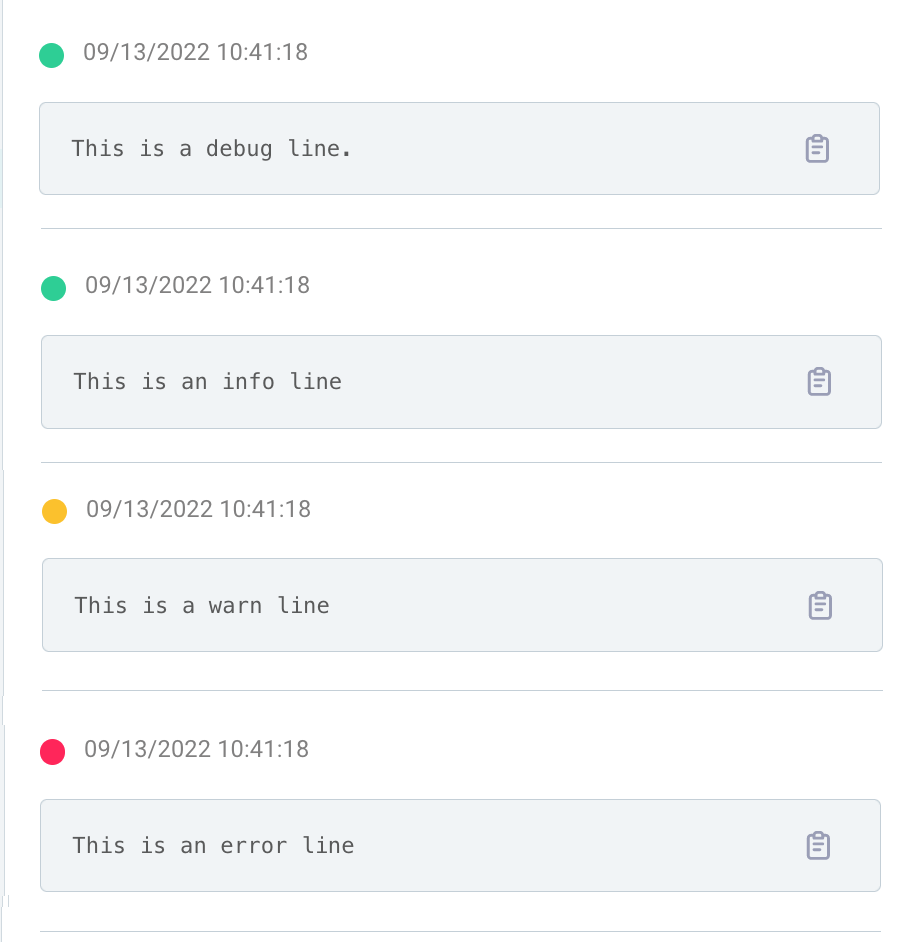 09/13/2022 10:41:18
This is a debug line.
09/13/2022 10:41:18
This is an info line
09/13/2022 10:41:18
This is a warn line
09/13/2022 10:41:18
This is an error line